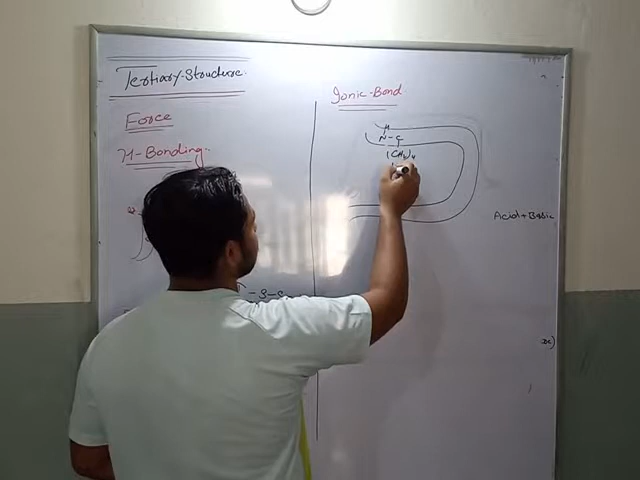 Tertiary Structure
Force
H-Bonding
-S-S-
Ionic-Bond
H
N-C
(CH₂)₄
Acid + Basic